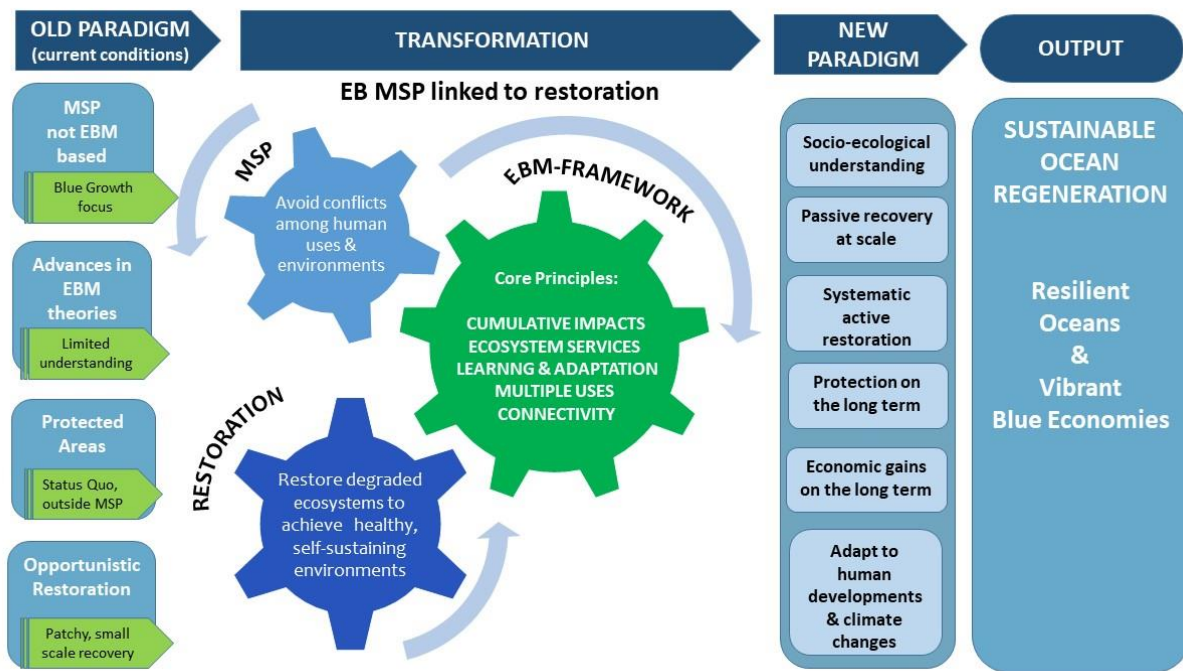 OLD PARADIGM
(current conditions)
TRANSFORMATION
NEW
PARADIGM
OUTPUT
MSP
not EBM
based
Blue Growth
focus
Advances in
EBM
theories
Limited
understanding
Protected
Areas
Status Quo,
outside MSP
Opportunistic
Restoration
Patchy, small
scale recovery
EB MSP linked to restoration
MSP
Avoid conflicts
among human
uses &
environments
EBM-FRAMEWORK
Core Principles:
CUMULATIVE IMPACTS
ECOSYSTEM SERVICES
LEARNNG & ADAPTATION
MULTIPLE USES
CONNECTIVITY
RESTORATION
Restore degraded
ecosystems to
achieve healthy,
self-sustaining
environments
Socio-ecological
understanding
Passive recovery
at scale
Systematic
active
restoration
Protection on
the long term
Economic gains
on the long term
Adapt to
human
developments
& climate
changes
SUSTAINABLE
OCEAN
REGENERATION
Resilient
Oceans
&
Vibrant
Blue Economies